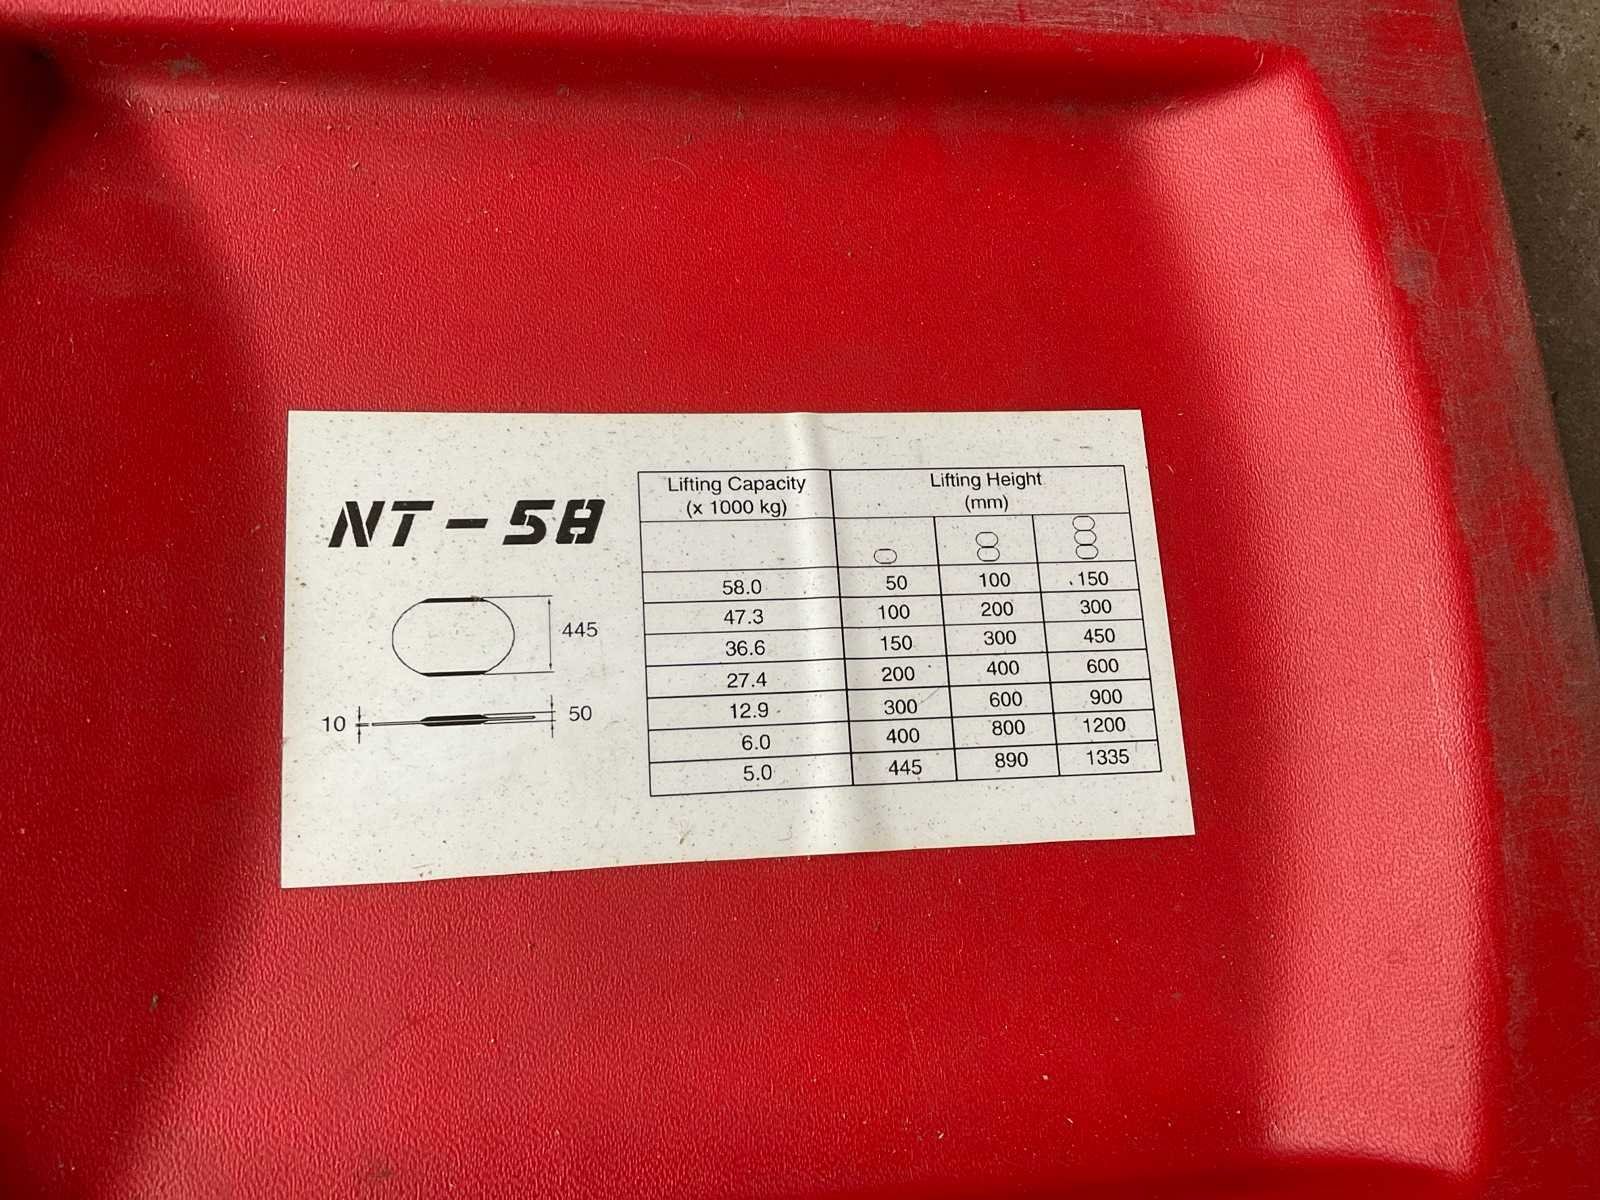 NT-58
445
10
50
Lifting Capacity Lifting Height
(x 1000 kg) (mm)
58.0 50 100 150
47.3 100 200 300
36.6 150 300 450
27.4 200 400 600
12.9 300 600 900
6.0 400 800 1200
5.0 445 890 1335